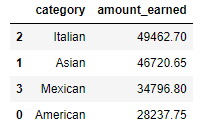 category amount_earned
2 Italian 49462.70
1 Asian 46720.65
3 Mexican 34796.80
0 American 28237.75